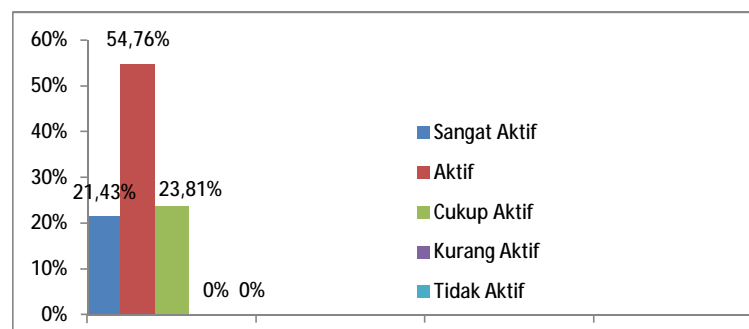 60%
54,76%
50%
40%
30%
21,43%
23,81%
20%
10%
0% 0%
0%
Sangat Aktif
Aktif
Cukup Aktif
Kurang Aktif
Tidak Aktif